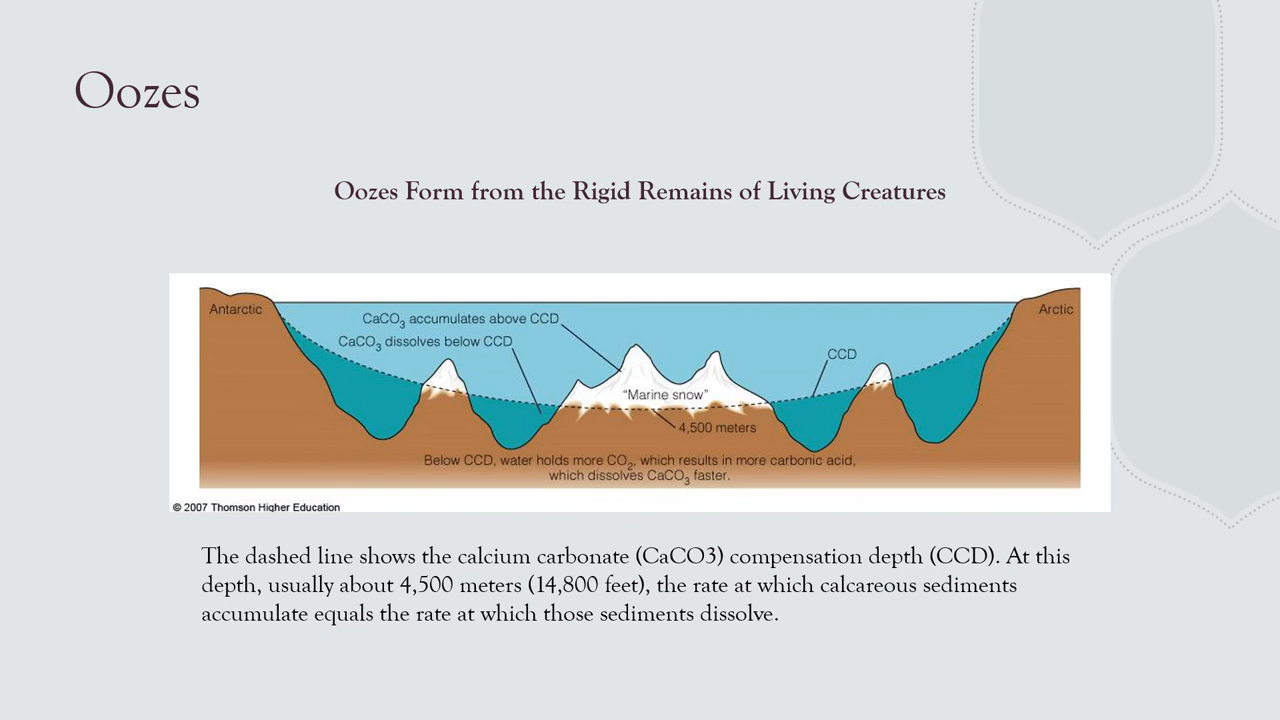 Oozes
Oozes Form from the Rigid Remains of Living Creatures
Antarctic
Arctic
CaCO3 accumulates above CCD
CaCO3 dissolves below CCD
CCD
"Marine snow"
4,500 meters
Below CCD, water holds more CO2, which results in more carbonic acid,
which dissolves CaCO3 faster.
© 2007 Thomson Higher Education
The dashed line shows the calcium carbonate (CaCO3) compensation depth (CCD). At this
depth, usually about 4,500 meters (14,800 feet), the rate at which calcareous sediments
accumulate equals the rate at which those sediments dissolve.